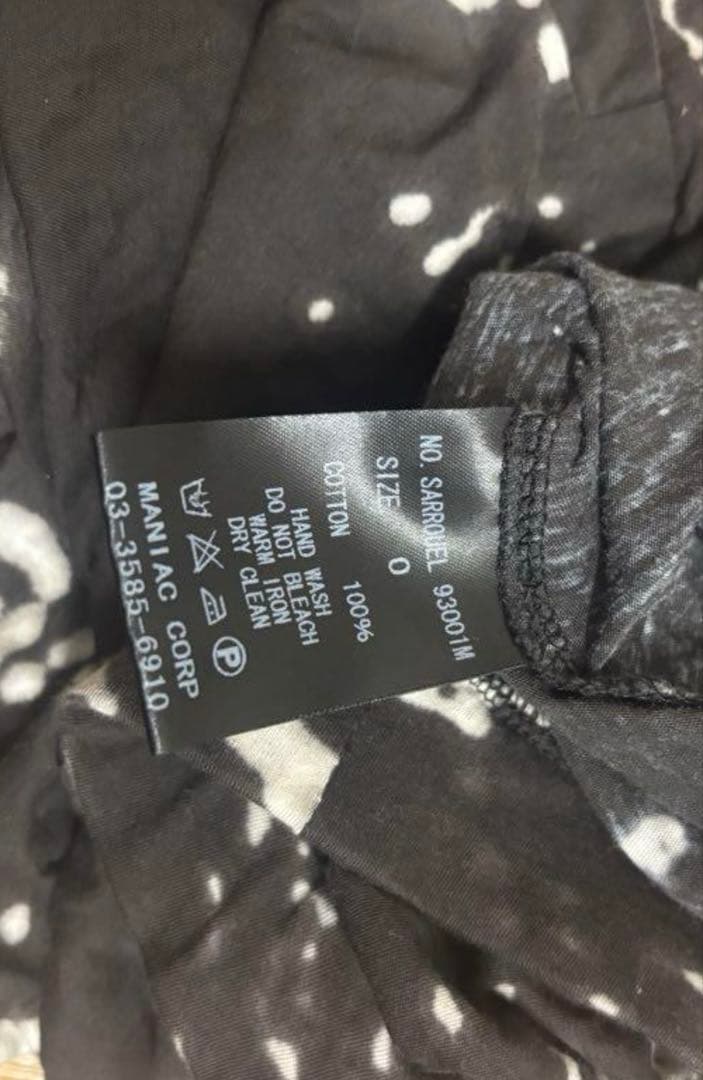 NO. SARROUEL 93001M
SIZE 0
COTTON 100%
HAND WASH
DO NOT BLEACH
WARM IRON
DRY CLEAN
P
MANIAC CORP
03-3585-6910